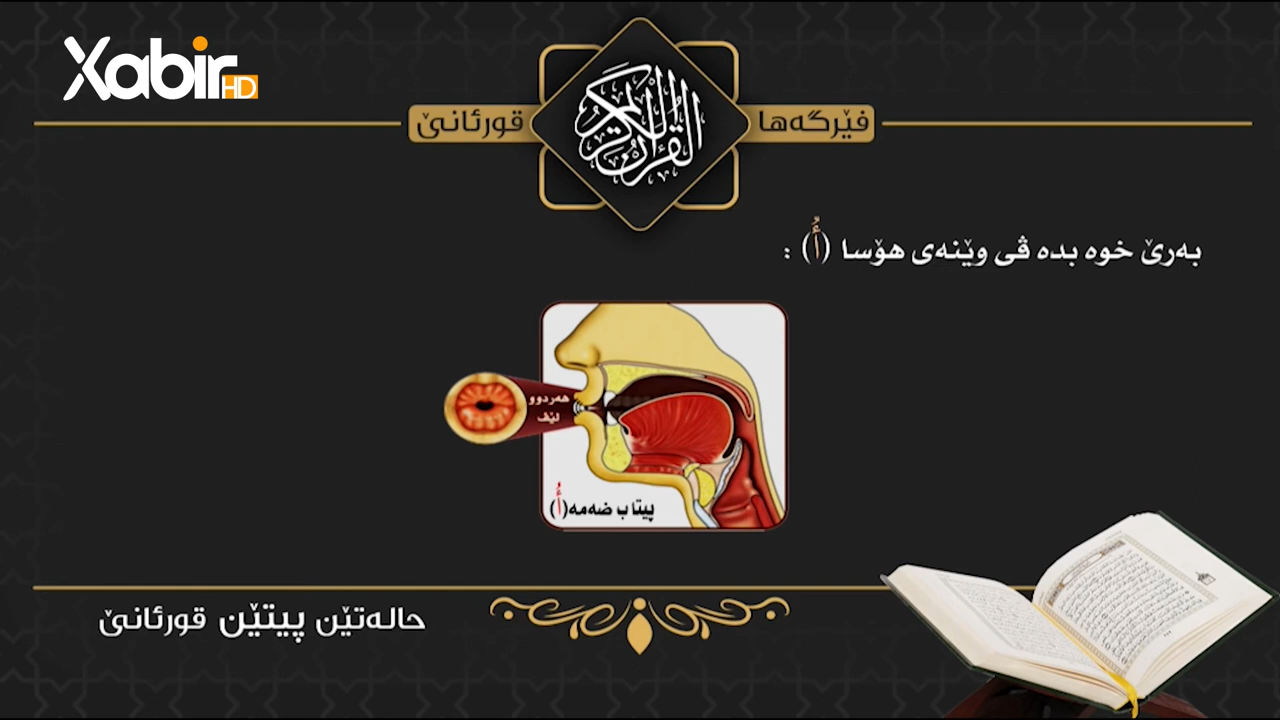 Xabir HD
فێرگەها
القرآن الكريم
قورئانێ
بەرێ خوە بدە ڤی وێنەی هۆسا (أُ) :
هەردوو
لێڤ
پیتا ب ضەمە(أُ)
حالەتێن پیتێن قورئانێ